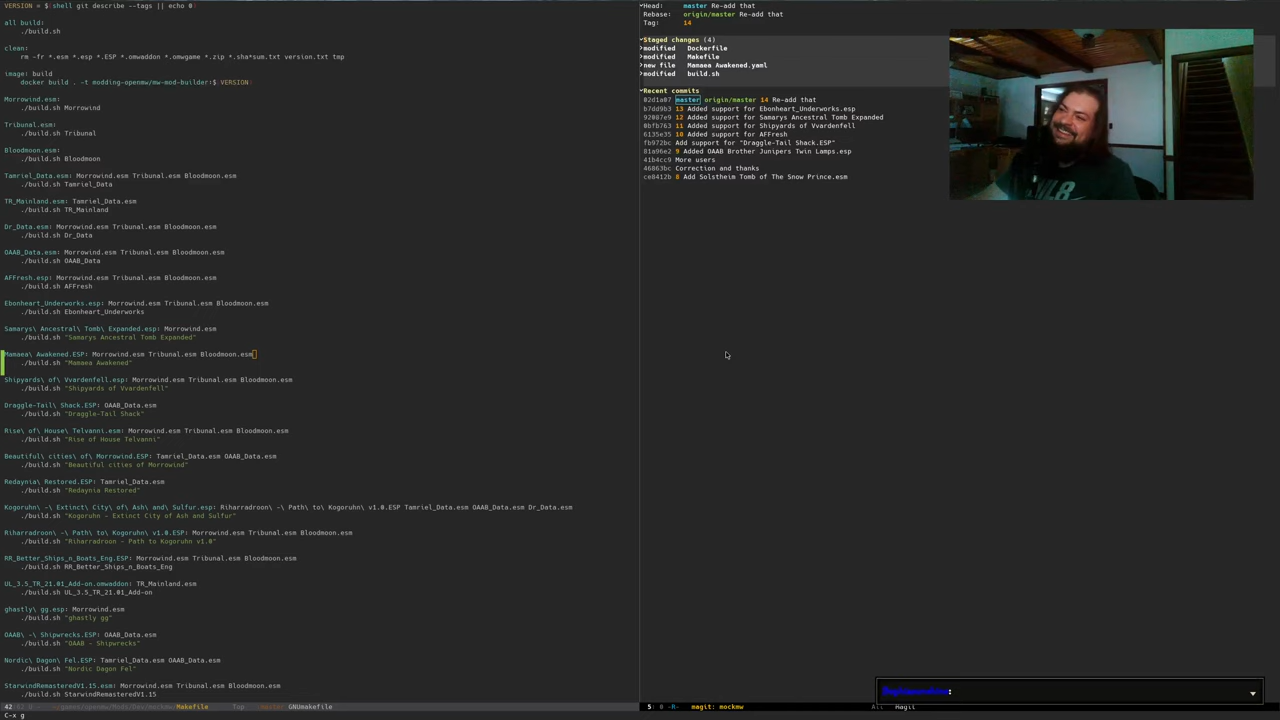 VERSION = $(shell git describe --tags || echo 0)
all build:
./build.sh
clean:
rm -fr *.esm *.esp *.ESP *.omwaddon *.omwgame *.zip *.sha*sum.txt version.txt tmp
image: build
docker build . -t modding-openmw/mw-mod-builder:$(VERSION)
Morrowind.esm:
./build.sh Morrowind
Tribunal.esm:
./build.sh Tribunal
Bloodmoon.esm:
./build.sh Bloodmoon
Tamriel_Data.esm: Morrowind.esm Tribunal.esm Bloodmoon.esm
./build.sh Tamriel_Data
TR_Mainland.esm: Tamriel_Data.esm
./build.sh TR_Mainland
Dr_Data.esm: Morrowind.esm Tribunal.esm Bloodmoon.esm
./build.sh Dr_Data
OAAB_Data.esm: Morrowind.esm Tribunal.esm Bloodmoon.esm
./build.sh OAAB_Data
AFFresh.esp: Morrowind.esm Tribunal.esm Bloodmoon.esm
./build.sh AFFresh
Ebonheart_Underworks.esp: Morrowind.esm Tribunal.esm Bloodmoon.esm
./build.sh Ebonheart_Underworks
Samarys\ Ancestral\ Tomb\ Expanded.esp: Morrowind.esm
./build.sh "Samarys Ancestral Tomb Expanded"
Mamaea\ Awakened.ESP: Morrowind.esm Tribunal.esm Bloodmoon.esm
./build.sh "Mamaea Awakened"
Shipyards\ of\ Vvardenfell.esp: Morrowind.esm Tribunal.esm Bloodmoon.esm
./build.sh "Shipyards of Vvardenfell"
Draggle-Tail\ Shack.ESP: OAAB_Data.esm
./build.sh "Draggle-Tail Shack"
Rise\ of\ House\ Telvanni.esm: Morrowind.esm Tribunal.esm Bloodmoon.esm
./build.sh "Rise of House Telvanni"
Beautiful\ cities\ of\ Morrowind.ESP: Tamriel_Data.esm OAAB_Data.esm
./build.sh "Beautiful cities of Morrowind"
Redaynia\ Restored.ESP: Tamriel_Data.esm
./build.sh "Redaynia Restored"
Kogoruhn\ -\ Extinct\ City\ of\ Ash\ and\ Sulfur.esp: Riharradroon\ -\ Path\ to\ Kogoruhn\ v1.0.ESP Tamriel_Data.esm OAAB_Data.esm Dr_Data.esm
./build.sh "Kogoruhn - Extinct City of Ash and Sulfur"
Riharradroon\ -\ Path\ to\ Kogoruhn\ v1.0.ESP: Morrowind.esm Tribunal.esm Bloodmoon.esm
./build.sh "Riharradroon - Path to Kogoruhn v1.0"
RR_Better_Ships_n_Boats_Eng.ESP: Morrowind.esm Tribunal.esm Bloodmoon.esm
./build.sh RR_Better_Ships_n_Boats_Eng
UL_3.5_TR_21.01_Add-on.omwaddon: TR_Mainland.esm
./build.sh UL_3.5_TR_21.01_Add-on
ghastly\ gg.esp: Morrowind.esm
./build.sh "ghastly gg"
OAAB\ -\ Shipwrecks.ESP: OAAB_Data.esm
./build.sh "OAAB - Shipwrecks"
Nordic\ Dagon\ Fel.ESP: Tamriel_Data.esm OAAB_Data.esm
./build.sh "Nordic Dagon Fel"
StarwindRemasteredV1.15.esm: Morrowind.esm Tribunal.esm Bloodmoon.esm
./build.sh StarwindRemasteredV1.15
Makefile Top master GNUmakefile
C-x g
Head: master Re-add that
Rebase: origin/master Re-add that
Tag: 14
Staged changes (4)
modified Dockerfile
modified Makefile
new file Mamaea Awakened.yaml
modified build.sh
Recent commits
02d1a07 master origin/master 14 Re-add that
b7dd9b3 13 Added support for Ebonheart_Underworks.esp
92087e9 12 Added support for Samarys Ancestral Tomb Expanded
0bfb763 11 Added support for Shipyards of Vvardenfell
6135e35 10 Added support for AFFresh
fb972bc Add support for "Draggle-Tail Shack.ESP"
81a96e2 9 Added OAAB Brother Junipers Twin Lamps.esp
41b4cc9 More users
46863bc Correction and thanks
ce8412b 8 Add Solstheim Tomb of The Snow Prince.esm
5: 0 -R- magit: mockmw All Magit